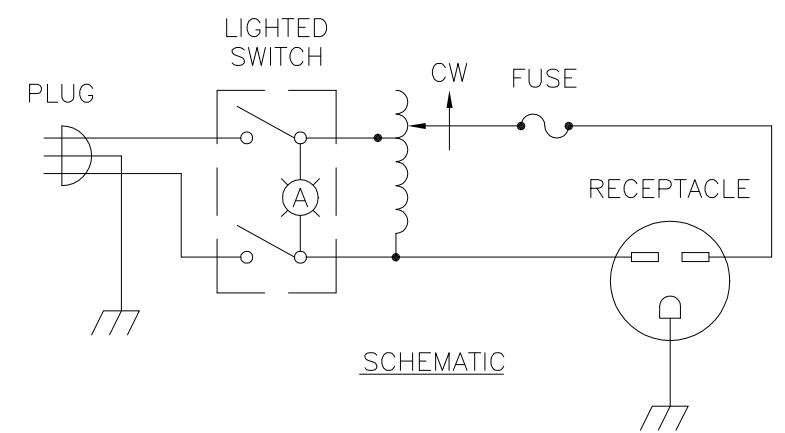 LIGHTED
SWITCH
PLUG
CW
FUSE
RECEPTACLE
A
SCHEMATIC